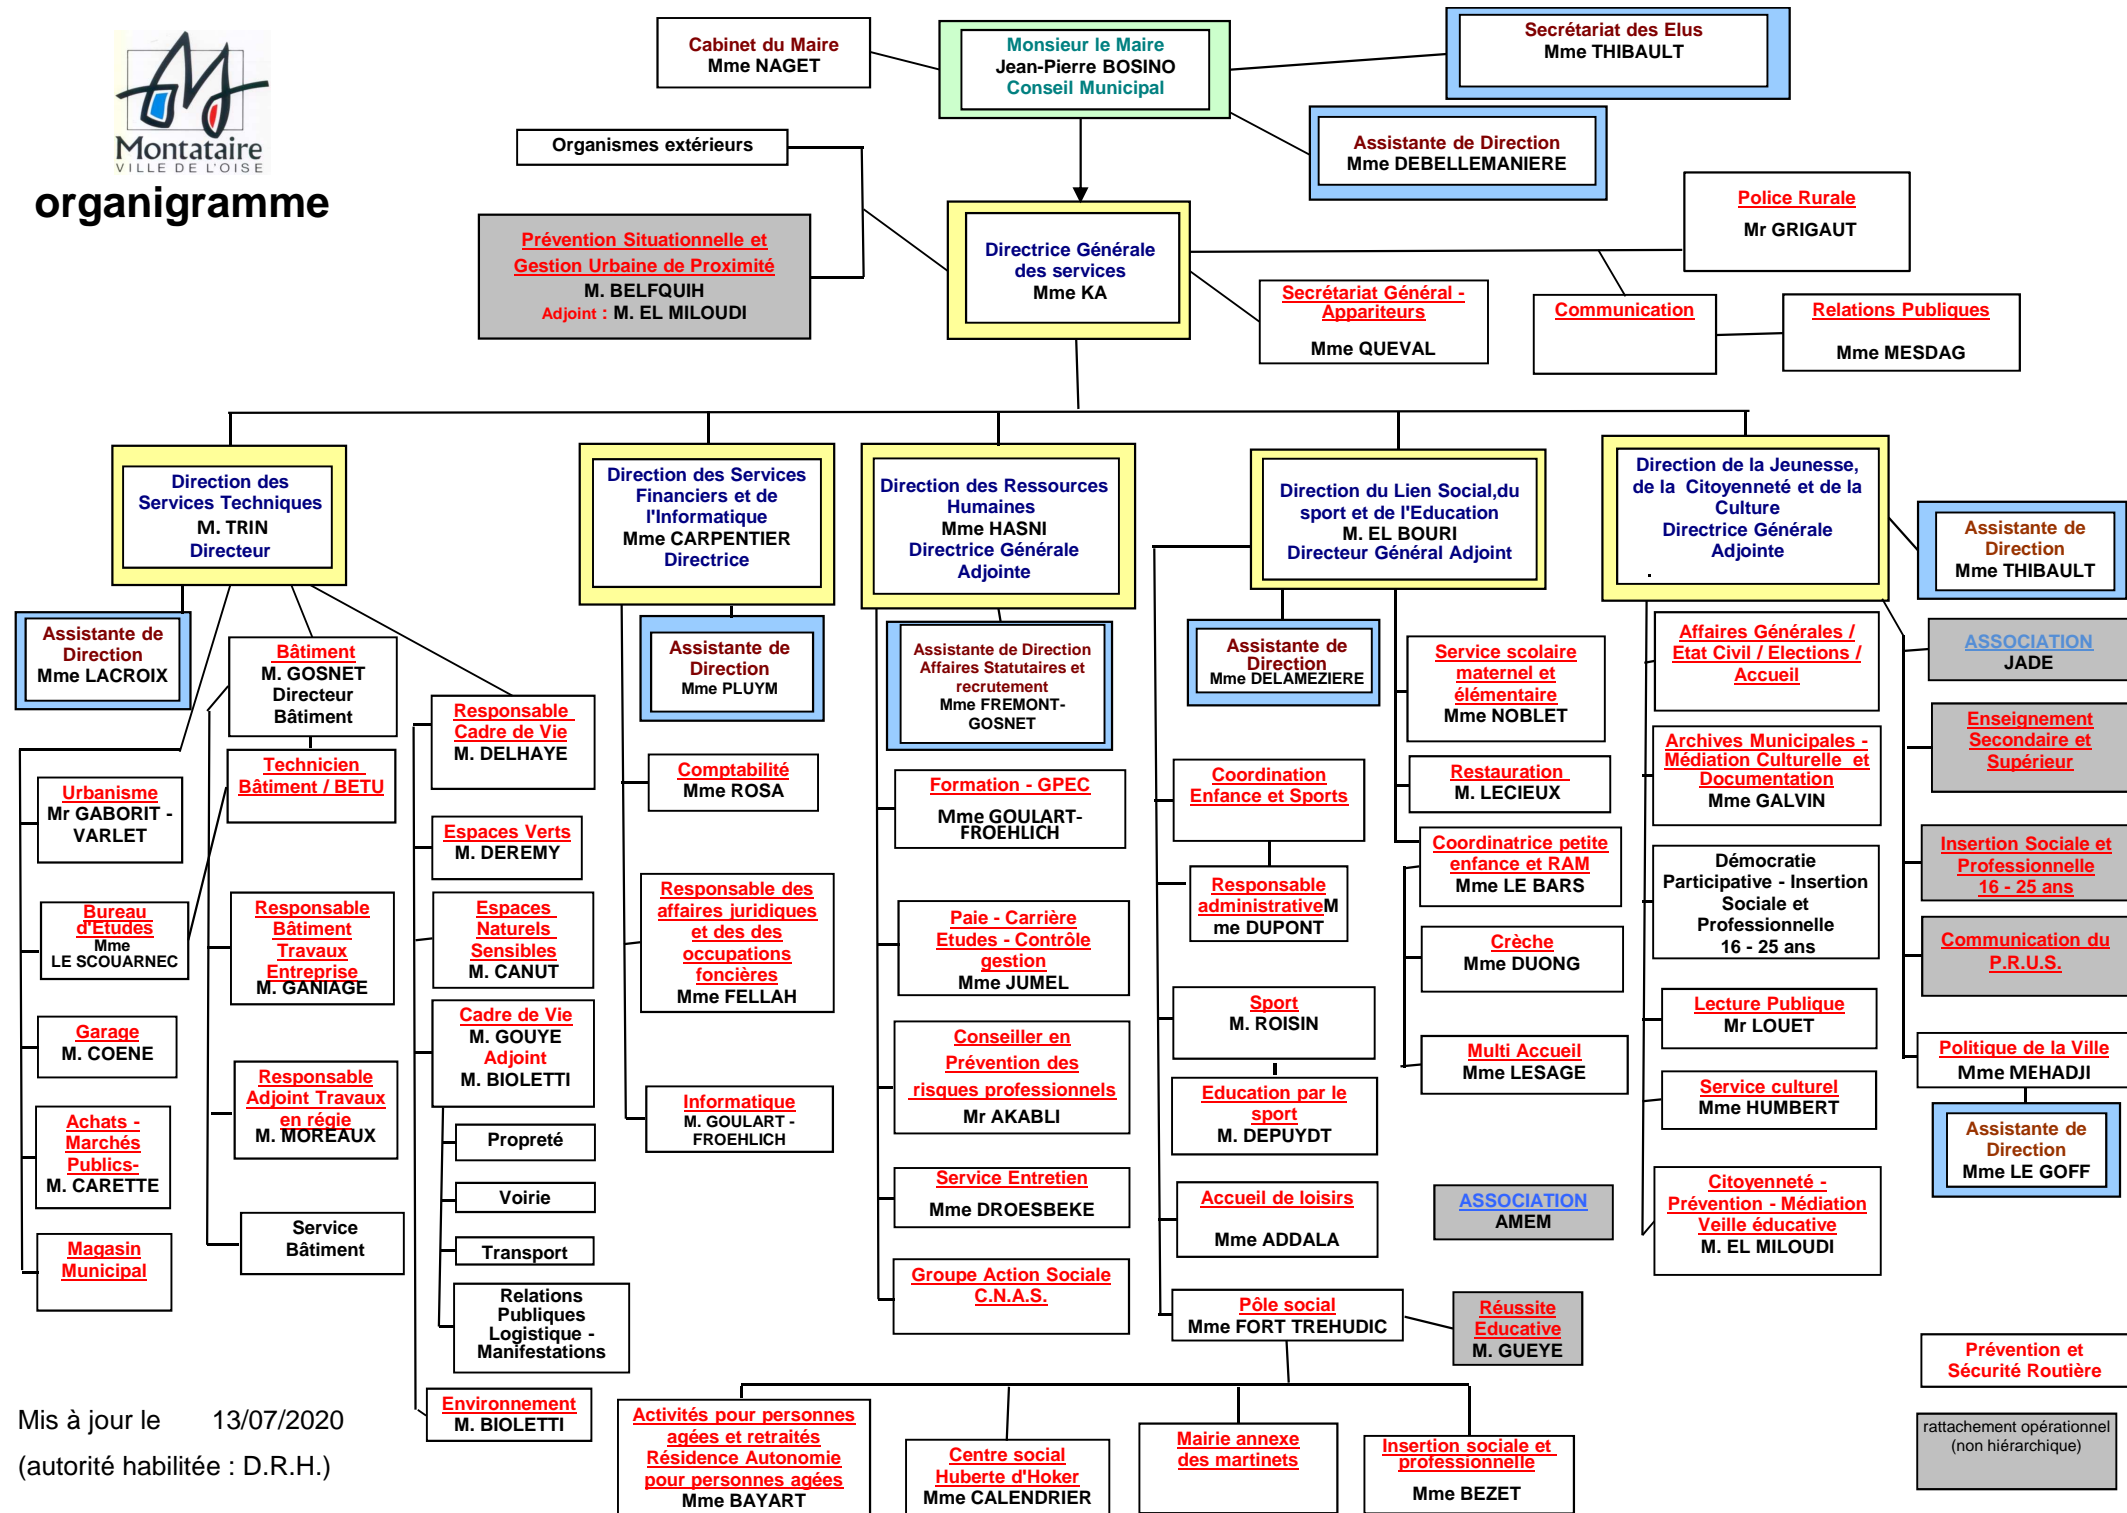 Montataire
VILLE DE L'OISE
organigramme
Cabinet du Maire
Mme NAGET
Monsieur le Maire
Jean-Pierre BOSINO
Conseil Municipal
Secrétariat des Elus
Mme THIBAULT
Assistante de Direction
Mme DEBELLEMANIERE
Organismes extérieurs
Prévention Situationnelle et
Gestion Urbaine de Proximité
M. BELFQUIH
Adjoint : M. EL MILOUDI
Directrice Générale
des services
Mme KA
Police Rurale
Mr GRIGAUT
Secrétariat Général -
Appariteurs
Mme QUEVAL
Communication
Relations Publiques
Mme MESDAG
Direction des
Services Techniques
M. TRIN
Directeur
Direction des Services
Financiers et de
l'Informatique
Mme CARPENTIER
Directrice
Direction des Ressources
Humaines
Mme HASNI
Directrice Générale
Adjointe
Direction du Lien Social,du
sport et de l'Education
M. EL BOURI
Directeur Général Adjoint
Direction de la Jeunesse,
de la Citoyenneté et de la
Culture
Directrice Générale
Adjointe
.
Assistante de
Direction
Mme THIBAULT
Assistante de
Direction
Mme LACROIX
Bâtiment
M. GOSNET
Directeur
Bâtiment
Technicien
Bâtiment / BETU
Responsable
Cadre de Vie
M. DELHAYE
Urbanisme
Mr GABORIT -
VARLET
Espaces Verts
M. DEREMY
Bureau
d'Etudes
Mme
LE SCOUARNEC
Responsable
Bâtiment
Travaux
Entreprise
M. GANIAGE
Espaces
Naturels
Sensibles
M. CANUT
Garage
M. COENE
Responsable
Adjoint Travaux
en régie
M. MOREAUX
Cadre de Vie
M. GOUYE
Adjoint
M. BIOLETTI
Achats -
Marchés
Publics-
M. CARETTE
Propreté
Voirie
Transport
Relations
Publiques
Logistique -
Manifestations
Service
Bâtiment
Magasin
Municipal
Environnement
M. BIOLETTI
Assistante de
Direction
Mme PLUYM
Comptabilité
Mme ROSA
Responsable des
affaires juridiques
et des des
occupations
foncières
Mme FELLAH
Informatique
M. GOULART -
FROEHLICH
Assistante de Direction
Affaires Statutaires et
recrutement
Mme FREMONT-
GOSNET
Formation - GPEC
Mme GOULART-
FROEHLICH
Paie - Carrière
Etudes - Contrôle
gestion
Mme JUMEL
Conseiller en
Prévention des
risques professionnels
Mr AKABLI
Service Entretien
Mme DROESBEKE
Groupe Action Sociale
C.N.A.S.
Assistante de
Direction
Mme DELAMEZIERE
Service scolaire
maternel et
élémentaire
Mme NOBLET
Coordination
Enfance et Sports
Restauration
M. LECIEUX
Responsable
administrativeM
me DUPONT
Coordinatrice petite
enfance et RAM
Mme LE BARS
Crèche
Mme DUONG
Sport
M. ROISIN
Multi Accueil
Mme LESAGE
Education par le
sport
M. DEPUYDT
Accueil de loisirs
Mme ADDALA
ASSOCIATION
AMEM
Pôle social
Mme FORT TREHUDIC
Réussite
Educative
M. GUEYE
Activités pour personnes
agées et retraités
Résidence Autonomie
pour personnes agées
Mme BAYART
Centre social
Huberte d'Hoker
Mme CALENDRIER
Mairie annexe
des martinets
Insertion sociale et
professionnelle
Mme BEZET
Affaires Générales /
Etat Civil / Elections /
Accueil
Archives Municipales -
Médiation Culturelle et
Documentation
Mme GALVIN
Démocratie
Participative - Insertion
Sociale et
Professionnelle
16 - 25 ans
Lecture Publique
Mr LOUET
Service culturel
Mme HUMBERT
Citoyenneté -
Prévention - Médiation
Veille éducative
M. EL MILOUDI
ASSOCIATION
JADE
Enseignement
Secondaire et
Supérieur
Insertion Sociale et
Professionnelle
16 - 25 ans
Communication du
P.R.U.S.
Politique de la Ville
Mme MEHADJI
Assistante de
Direction
Mme LE GOFF
Prévention et
Sécurité Routière
rattachement opérationnel
(non hiérarchique)
Mis à jour le 13/07/2020
(autorité habilitée : D.R.H.)